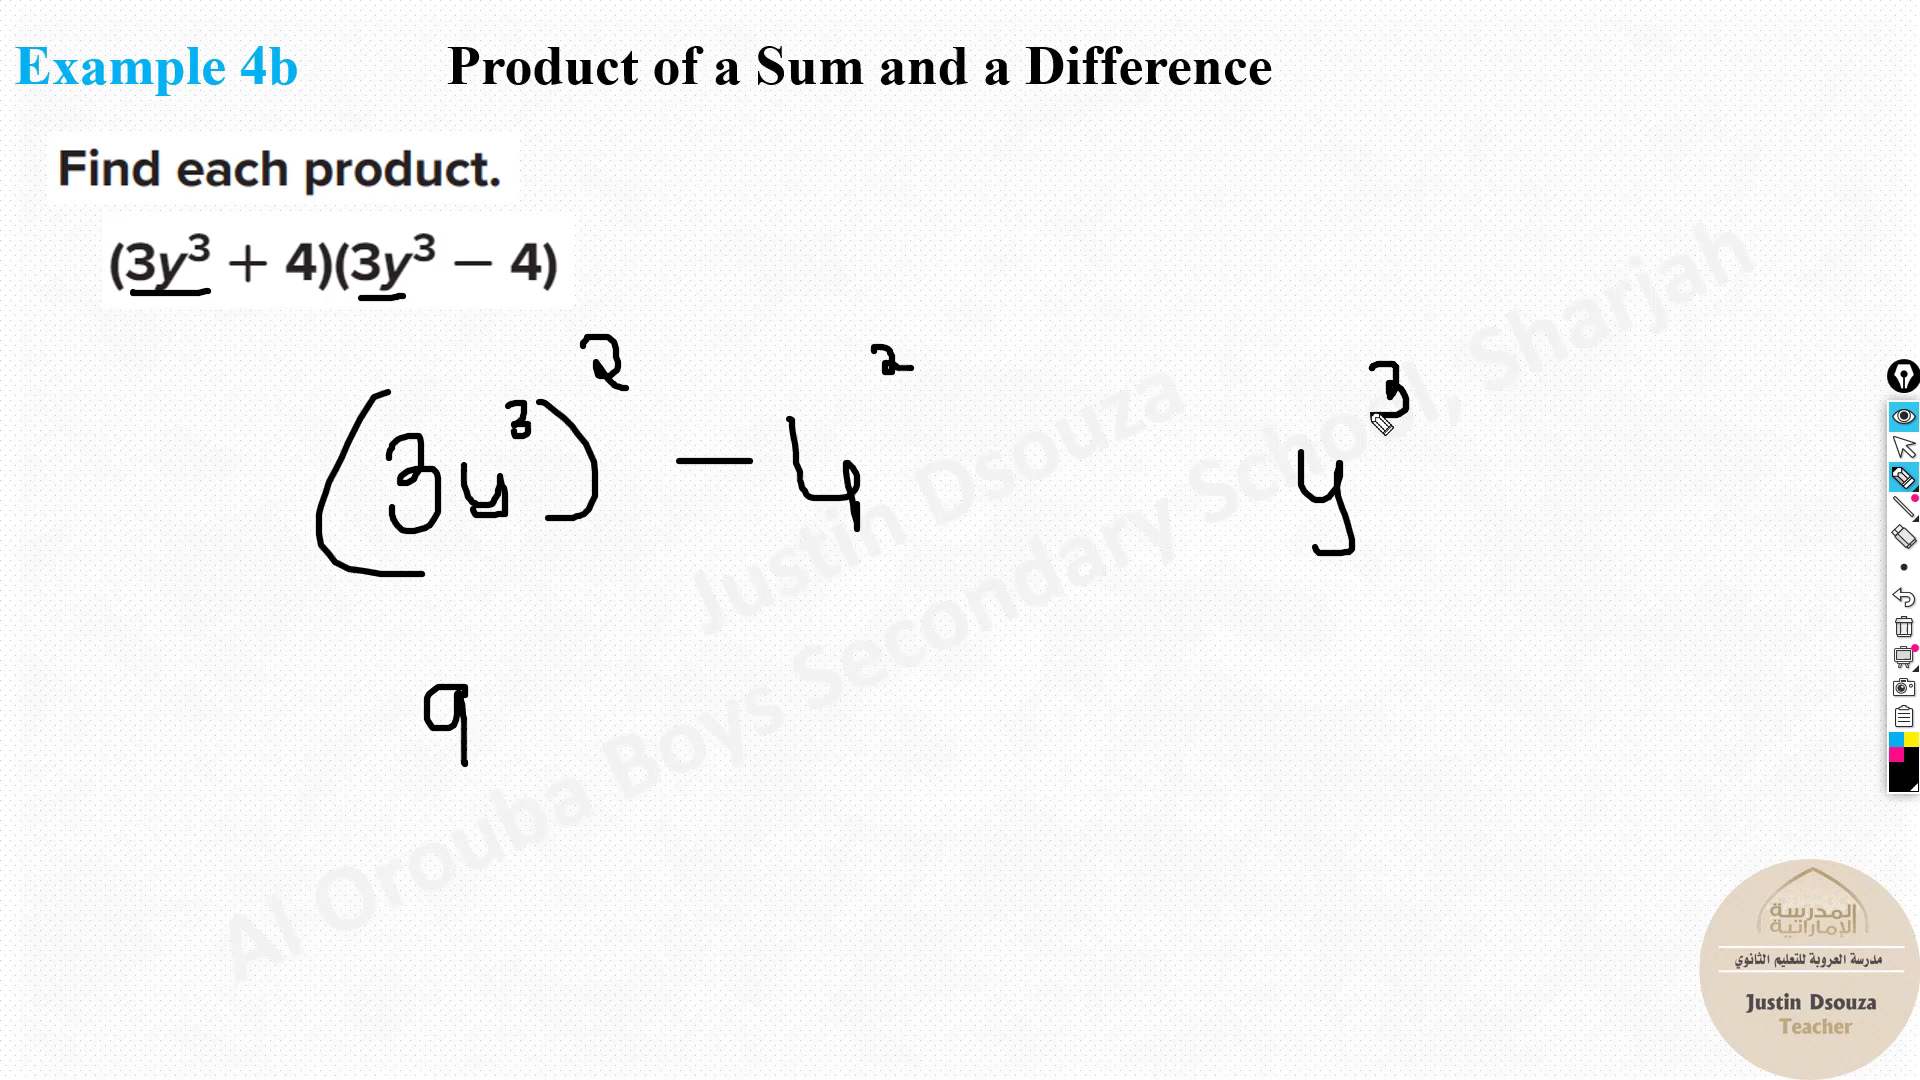 Example 4b Product of a Sum and a Difference
Find each product.
(3y³ + 4)(3y³ − 4)
(3y³)² − 4² y³
9
Justin Dsouza
Al Orouba Boys Secondary School, Sharjah
المدرسة
الإماراتية
مدرسة العروبة للتعليم الثانوي
Justin Dsouza
Teacher